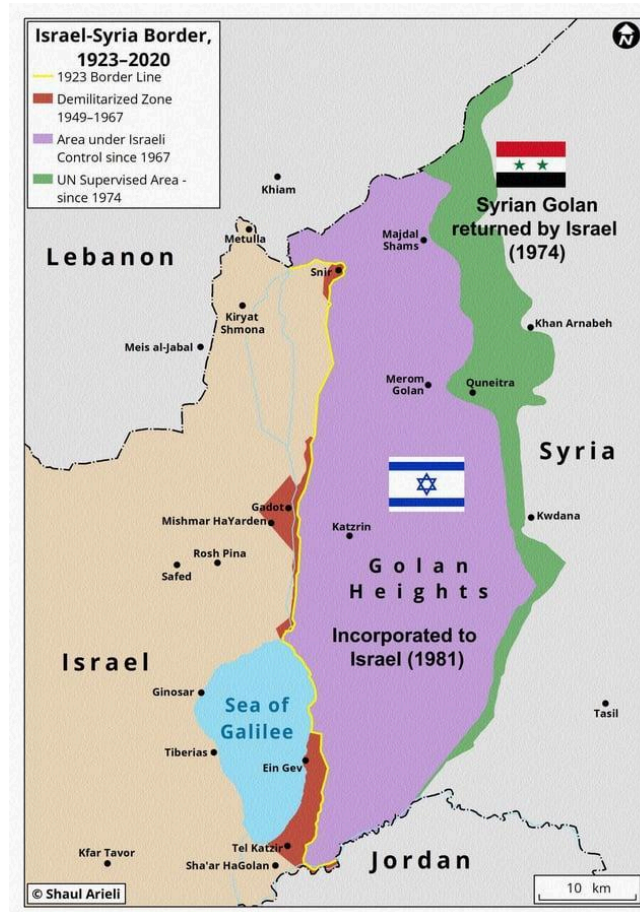 Israel-Syria Border,
1923–2020
1923 Border Line
Demilitarized Zone
1949–1967
Area under Israeli
Control since 1967
UN Supervised Area -
since 1974
N
Khiam
Syrian Golan
returned by Israel
(1974)
Metulla
Majdal
Shams
Lebanon
Snir
Kiryat
Shmona
Khan Arnabeh
Meis al-Jabal
Merom
Golan
Quneitra
Syria
Gadot
Mishmar HaYarden
Kwdana
Katzrin
Rosh Pina
Safed
Golan
Heights
Incorporated to
Israel (1981)
Israel
Ginosar
Sea of
Galilee
Tasil
Tiberias
Ein Gev
Tel Katzir
Kfar Tavor
Sha'ar HaGolan
Jordan
© Shaul Arieli
10 km